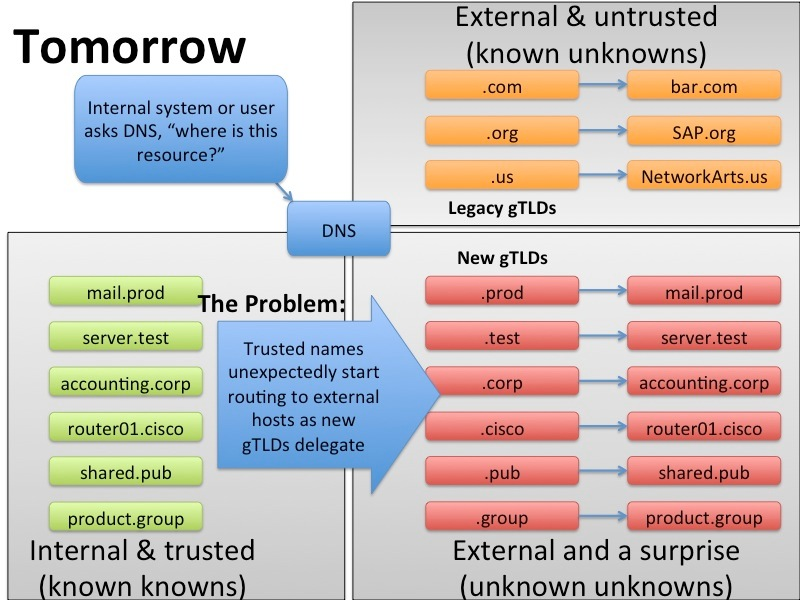 Tomorrow
Internal system or user
asks DNS, “where is this
resource?”
DNS
External & untrusted
(known unknowns)
.com
bar.com
.org
SAP.org
.us
NetworkArts.us
Legacy gTLDs
mail.prod
server.test
accounting.corp
router01.cisco
shared.pub
product.group
Internal & trusted
(known knowns)
The Problem:
Trusted names
unexpectedly start
routing to external
hosts as new
gTLDs delegate
New gTLDs
.prod
mail.prod
.test
server.test
.corp
accounting.corp
.cisco
router01.cisco
.pub
shared.pub
.group
product.group
External and a surprise
(unknown unknowns)